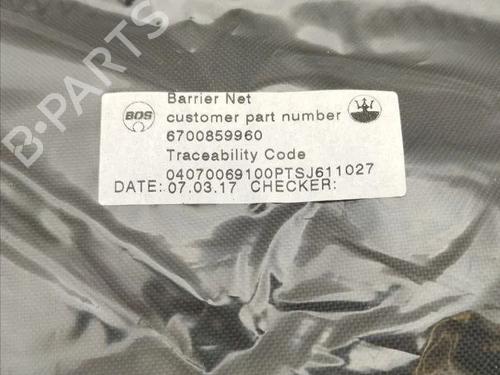 B-PARTS
Barrier Net
BOS
customer part number
6700859960
Traceability Code
04070069100PTSJ611027
DATE: 07.03.17 CHECKER: